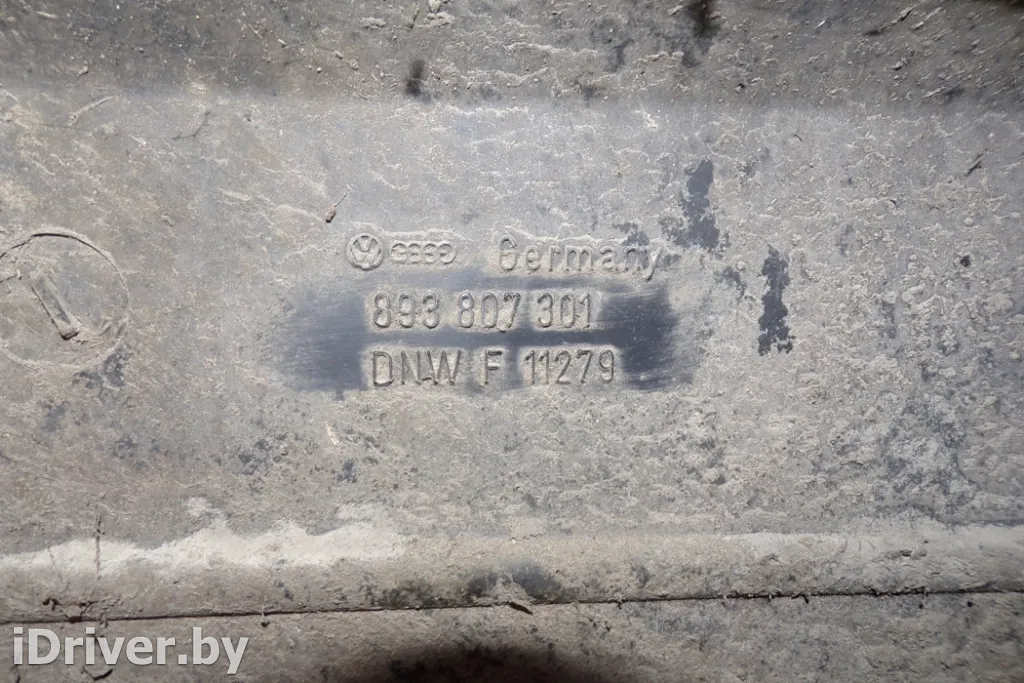 Germany
893 807 301
DNW F 11279
iDriver.by